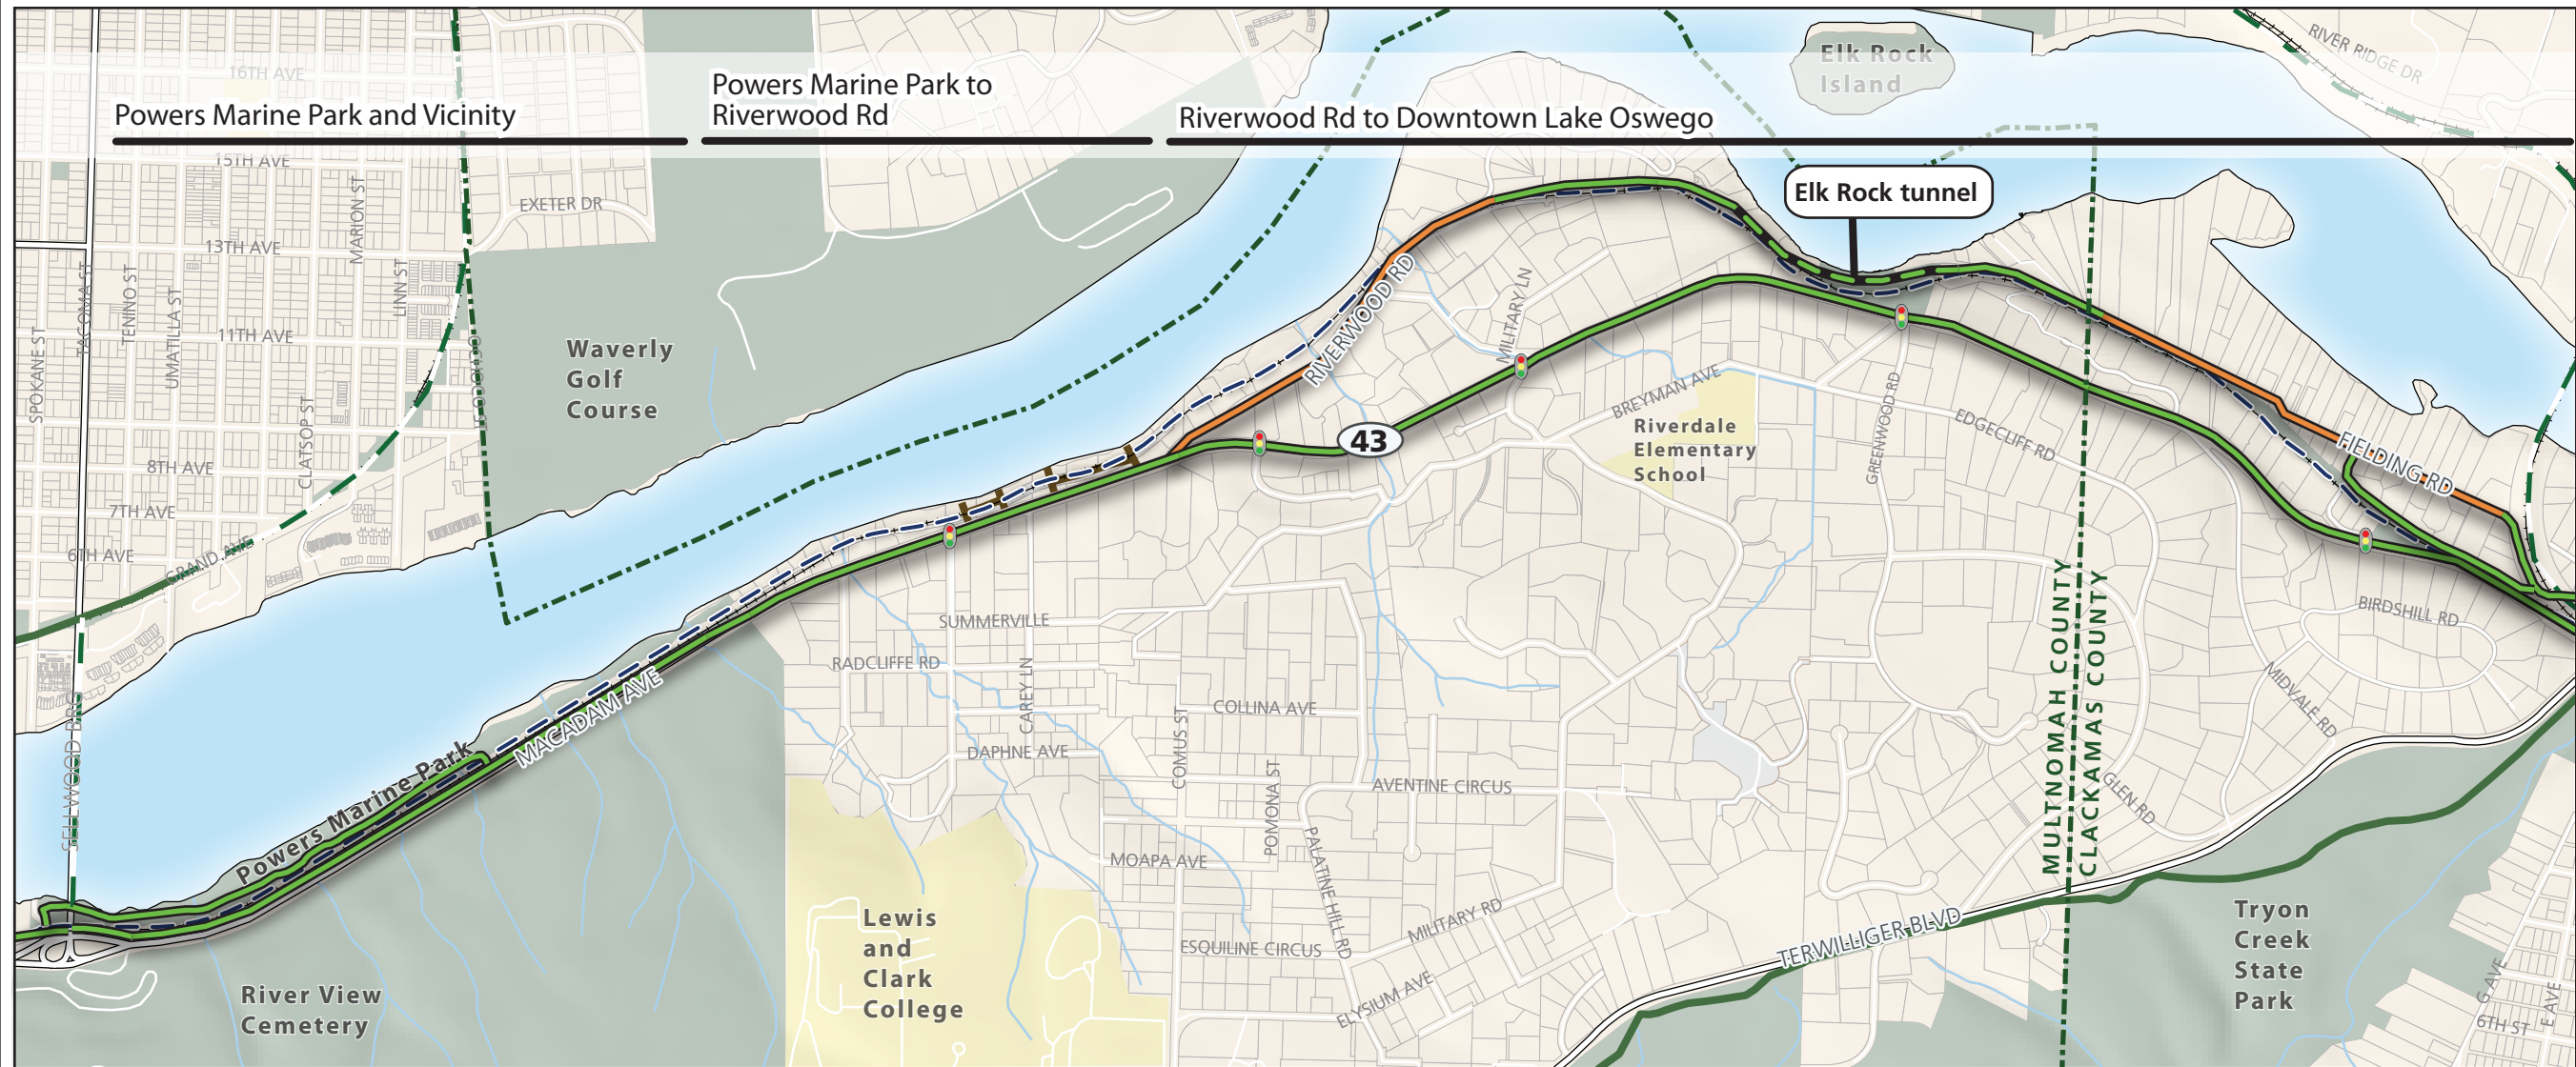 16TH AVE
Powers Marine Park and Vicinity
Powers Marine Park to
Riverwood Rd
Riverwood Rd to Downtown Lake Oswego
Elk Rock
Island
RIVER RIDGE DR
15TH AVE
MARION ST
EXETER DR
Elk Rock tunnel
13TH AVE
TACOMA ST
TENINO ST
UMATILLA ST
LINN ST
SPOKANE ST
11TH AVE
CLATSOP ST
8TH AVE
7TH AVE
6TH AVE
GRAND AVE
Waverly
Golf
Course
RIVERWOOD RD
MILITARY LN
43
BREYMAN AVE
Riverdale
Elementary
School
GREENWOOD RD
EDGECLIFF RD
FIELDING RD
BIRDSHILL RD
MIDVALE RD
MULTNOMAH COUNTY
CLACKAMAS COUNTY
GLEN RD
SUMMERVILLE
RADCLIFFE RD
CAREY LN
DAPHNE AVE
COLLINA AVE
COMUS ST
POMONA ST
AVENTINE CIRCUS
PALATINE HILL RD
MOAPA AVE
MILITARY RD
ESQUILINE CIRCUS
ELYSIUM AVE
TERWILLIGER BLVD
MACADAM AVE
Powers Marine Park
SELLWOOD BRG
River View
Cemetery
Lewis
and
Clark
College
Tryon
Creek
State
Park
G AVE
E AVE
6TH ST